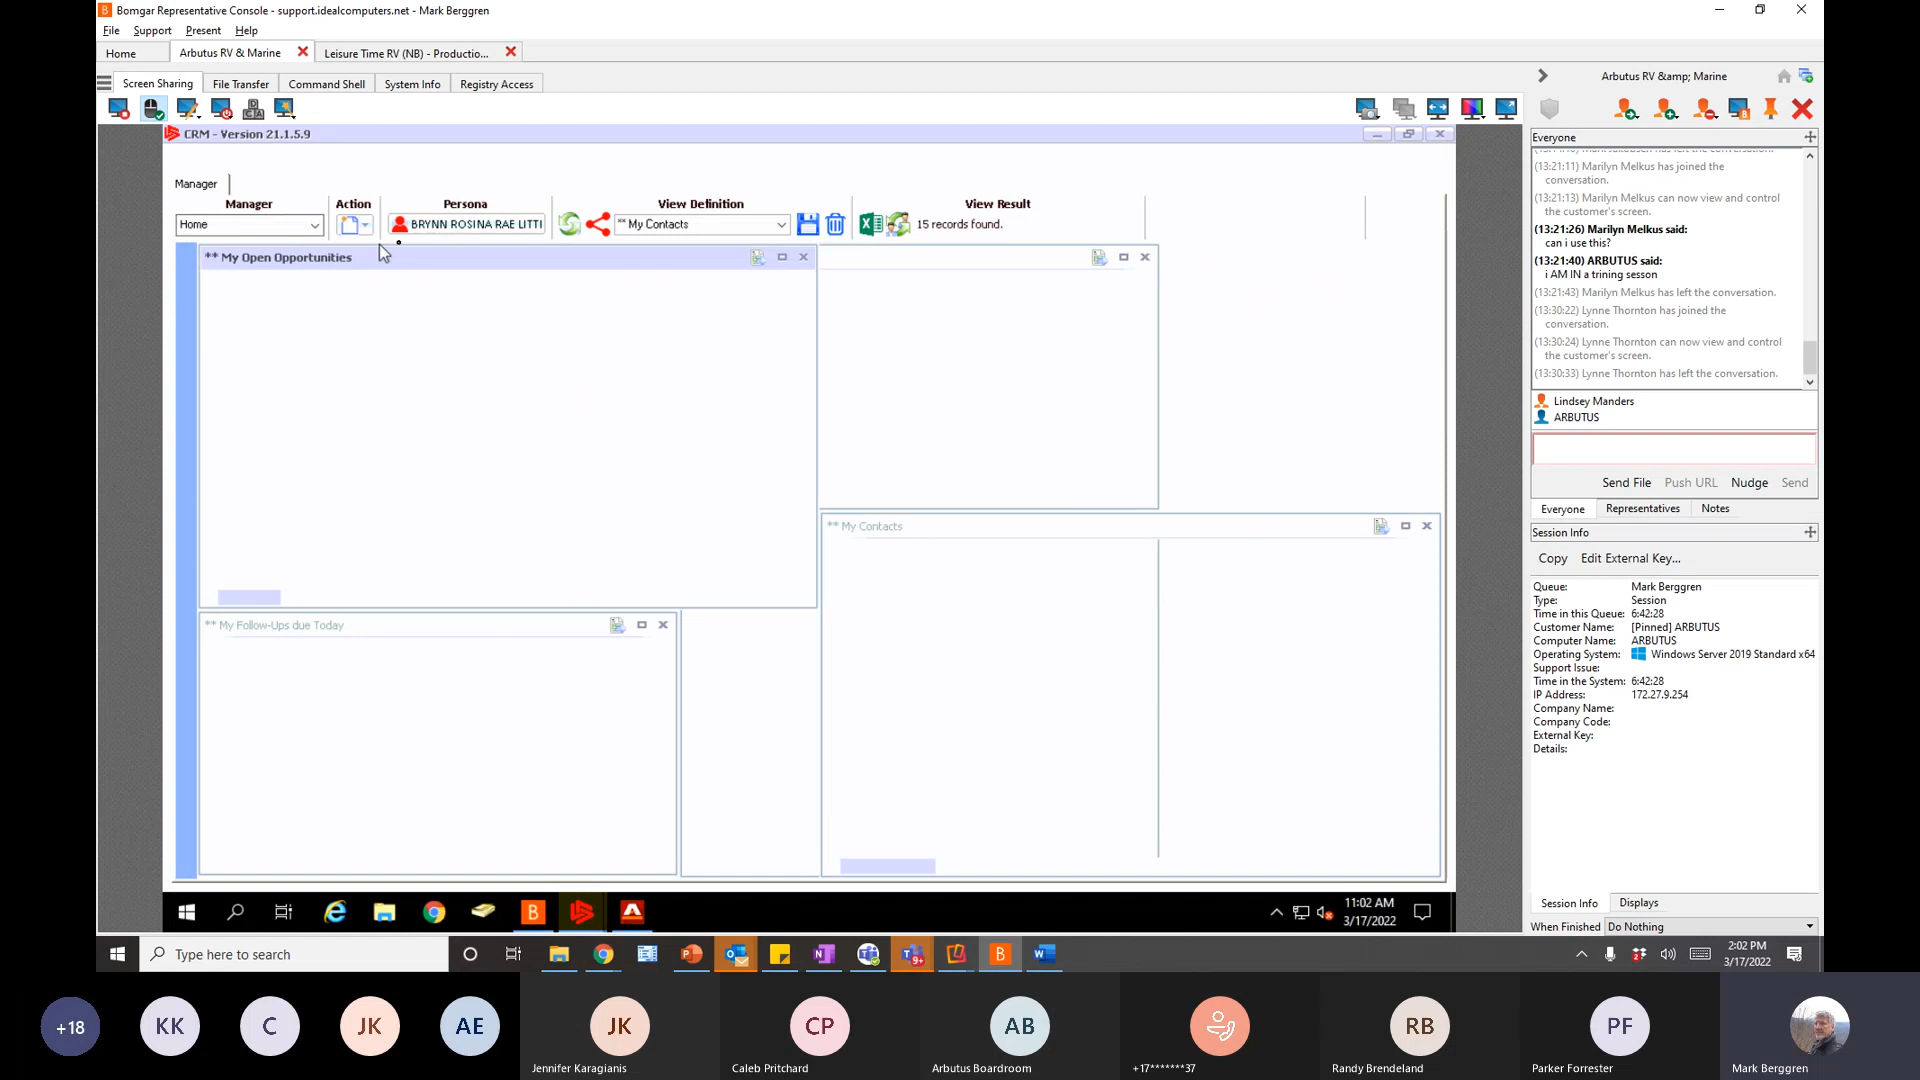 Bomgar Representative Console - support.idealcomputers.net - Mark Berggren
File Support Present Help
Home Arbutus RV & Marine Leisure Time RV (NB) - Productio...
Screen Sharing File Transfer Command Shell System Info Registry Access
Arbutus RV &amp; Marine
CRM - Version 21.1.5.9
Manager
Manager Action Persona View Definition View Result
Home BRYNN ROSINA RAE LITTI ** My Contacts 15 records found.
** My Open Opportunities
** My Contacts
** My Follow-Ups due Today
11:02 AM
3/17/2022
Everyone
(13:21:11) Marilyn Melkus has joined the
conversation.
(13:21:13) Marilyn Melkus can now view and control
the customer's screen.
(13:21:26) Marilyn Melkus said:
can i use this?
(13:21:40) ARBUTUS said:
i AM IN a trining sesson
(13:21:43) Marilyn Melkus has left the conversation.
(13:30:22) Lynne Thornton has joined the
conversation.
(13:30:24) Lynne Thornton can now view and control
the customer's screen.
(13:30:33) Lynne Thornton has left the conversation.
Lindsey Manders
ARBUTUS
Send File Push URL Nudge Send
Everyone Representatives Notes
Session Info
Copy Edit External Key...
Queue: Mark Berggren
Type: Session
Time in this Queue: 6:42:28
Customer Name: [Pinned] ARBUTUS
Computer Name: ARBUTUS
Operating System: Windows Server 2019 Standard x64
Support Issue:
Time in the System: 6:42:28
IP Address: 172.27.9.254
Company Name:
Company Code:
External Key:
Details:
Session Info Displays
When Finished Do Nothing
Type here to search
2:02 PM
3/17/2022
+18 KK C JK AE JK CP AB RB PF
Jennifer Karagianis Caleb Pritchard Arbutus Boardroom +17*******37 Randy Brendeland Parker Forrester Mark Berggren